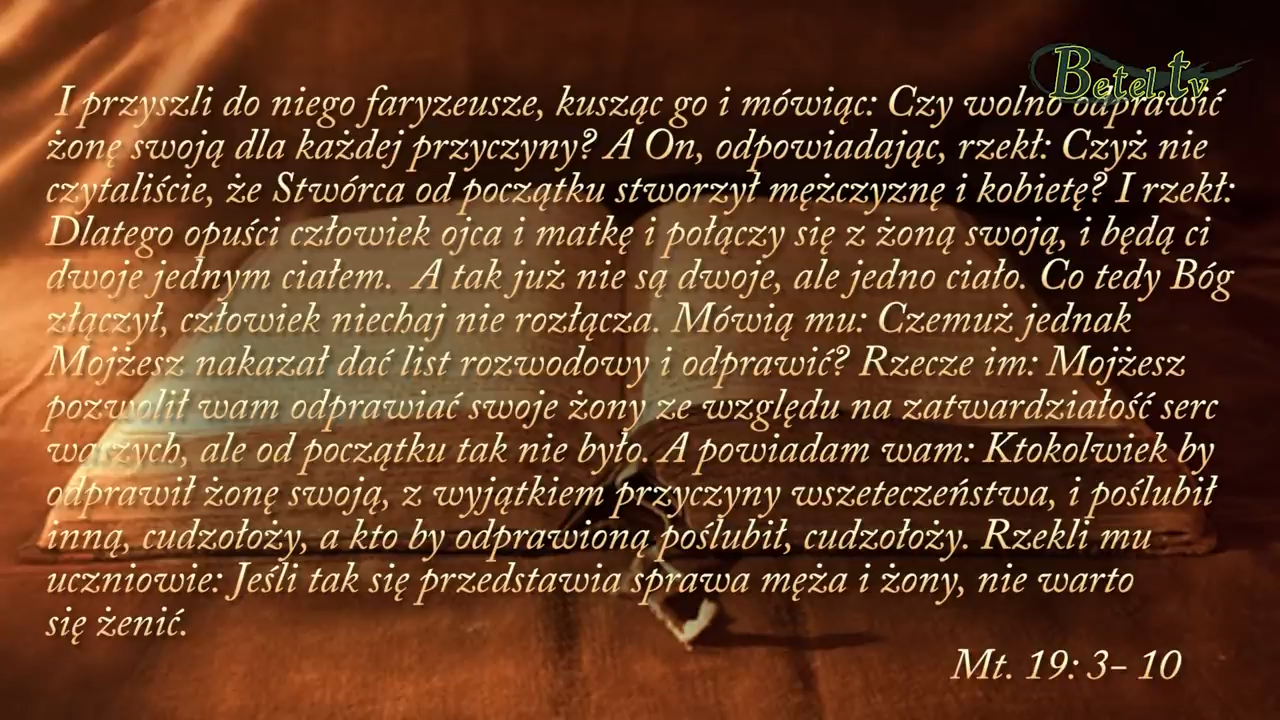 Betel.tv
I przyszli do niego faryzeusze, kusząc go i mówiąc: Czy wolno odprawić
żonę swoją dla każdej przyczyny? A On, odpowiadając, rzekł: Czyż nie
czytaliście, że Stwórca od początku stworzył mężczyznę i kobietę? I rzekł:
Dlatego opuści człowiek ojca i matkę i połączy się z żoną swoją, i będą ci
dwoje jednym ciałem. A tak już nie są dwoje, ale jedno ciało. Co tedy Bóg
złączył, człowiek niechaj nie rozłącza. Mówią mu: Czemuż jednak
Mojżesz nakazał dać list rozwodowy i odprawić? Rzecze im: Mojżesz
pozwolił wam odprawiać swoje żony ze względu na zatwardziałość serc
waszych, ale od początku tak nie było. A powiadam wam: Ktokolwiek by
odprawił żonę swoją, z wyjątkiem przyczyny wszeteczeństwa, i poślubił
inną, cudzołoży, a kto by odprawioną poślubił, cudzołoży. Rzekli mu
uczniowie: Jeśli tak się przedstawia sprawa męża i żony, nie warto
się żenić.
Mt. 19: 3- 10